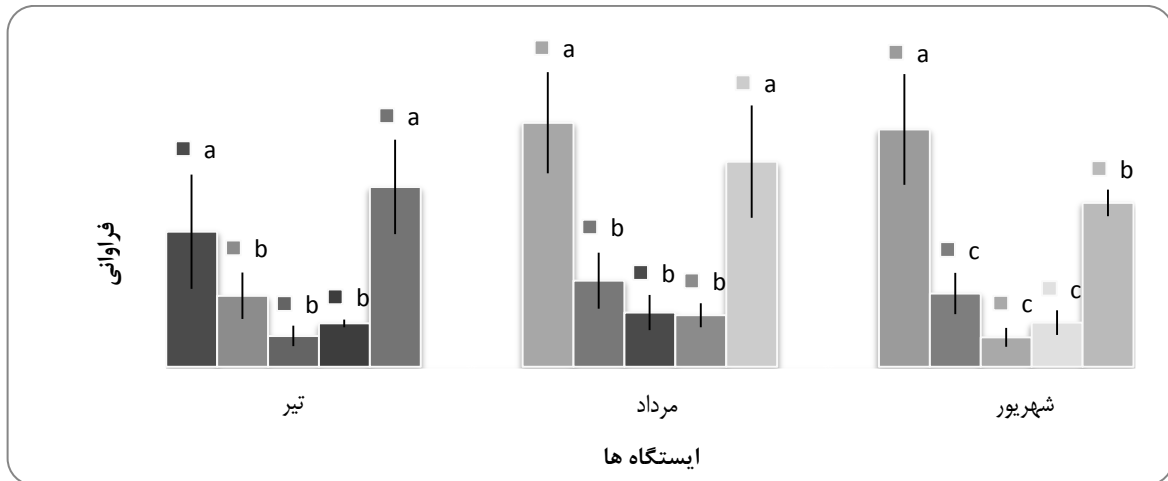 a b b b a
a b b b a
a c c c b
فراوانی
تیر
مرداد
شهریور
ایستگاه ها